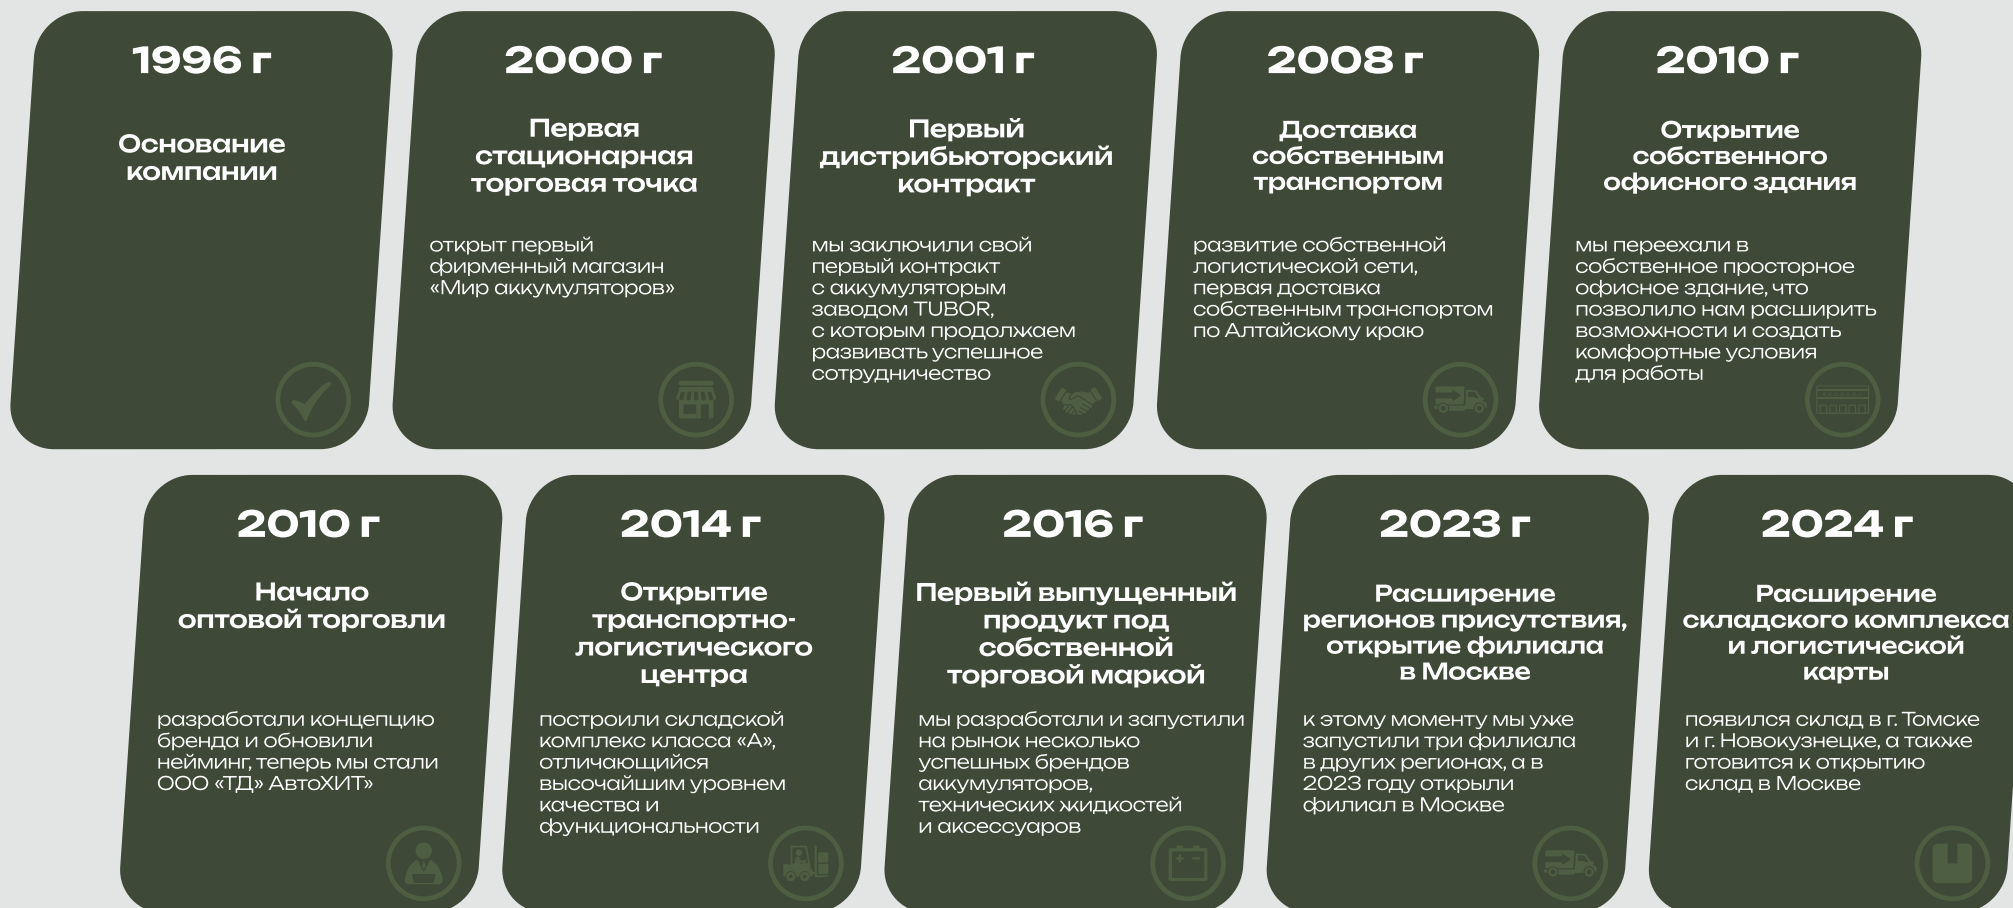 1996 г
Основание
компании
2000 г
Первая
стационарная
торговая точка
открыт первый
фирменный магазин
«Мир аккумуляторов»
2001 г
Первый
дистрибьюторский
контракт
мы заключили свой
первый контракт
с аккумуляторым
заводом TUBOR,
с которым продолжаем
развивать успешное
сотрудничество
2008 г
Доставка
собственным
транспортом
развитие собственной
логистической сети,
первая доставка
собственным транспортом
по Алтайскому краю
2010 г
Открытие
собственного
офисного здания
мы переехали в
собственное просторное
офисное здание, что
позволило нам расширить
возможности и создать
комфортные условия
для работы
2010 г
Начало
оптовой торговли
разработали концепцию
бренда и обновили
нейминг, теперь мы стали
ООО «ТД» АвтоХИТ»
2014 г
Открытие
транспортно-
логистического
центра
построили складской
комплекс класса «А»,
отличающийся
высочайшим уровнем
качества и
функциональности
2016 г
Первый выпущенный
продукт под
собственной
торговой маркой
мы разработали и запустили
на рынок несколько
успешных брендов
аккумуляторов,
технических жидкостей
и аксессуаров
2023 г
Расширение
регионов присутствия,
открытие филиала
в Москве
к этому моменту мы уже
запустили три филиала
в других регионах, а в
2023 году открыли
филиал в Москве
2024 г
Расширение
складского комплекса
и логистической
карты
появился склад в г. Томске
и г. Новокузнецке, а также
готовится к открытию
склад в Москве